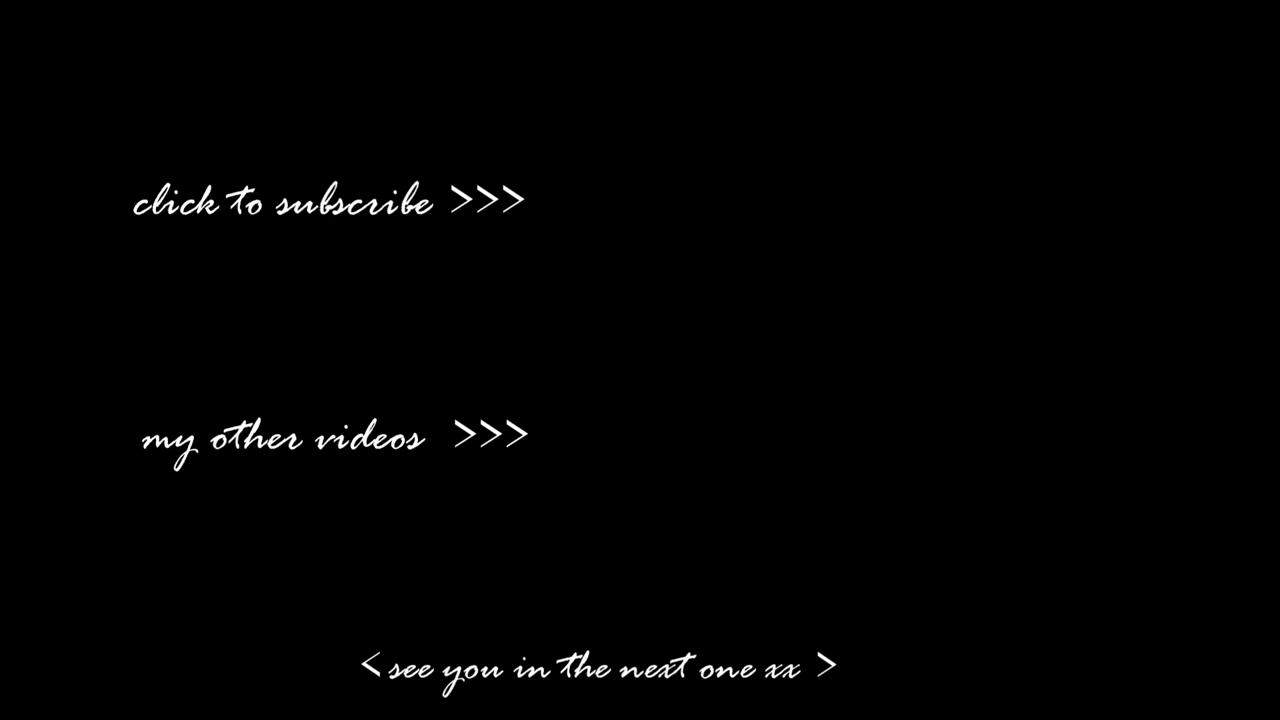 click to subscribe >>>
my other videos >>>
< see you in the next one xx >